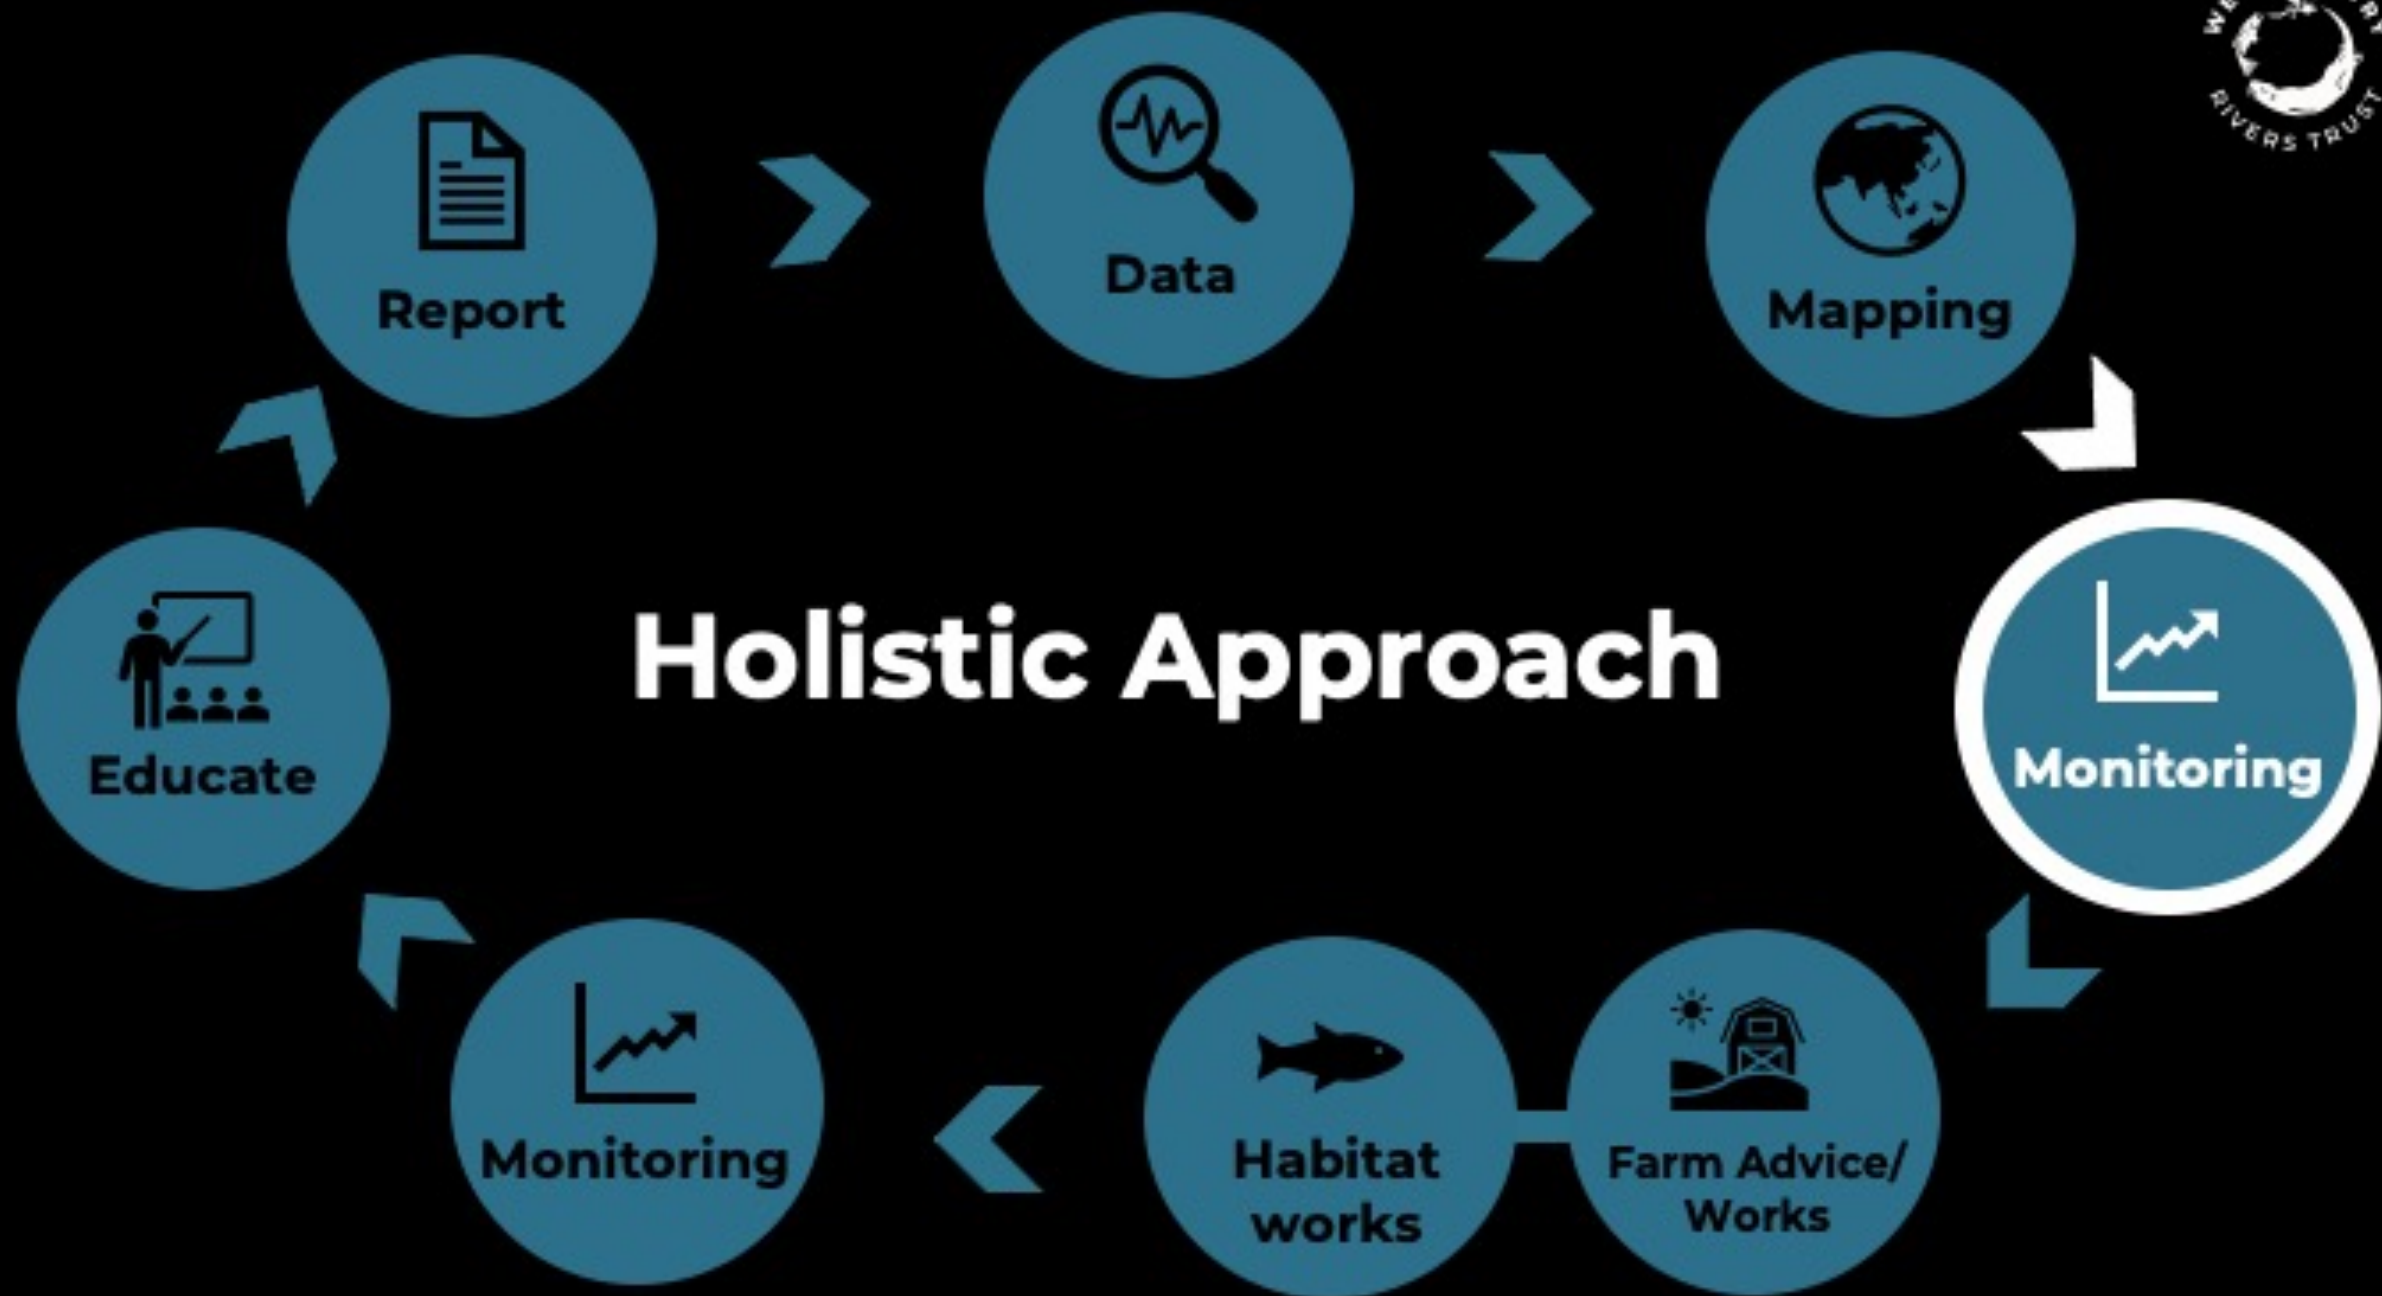 Report
Data
Mapping
Monitoring
Farm Advice/
Works
Habitat
works
Monitoring
Educate
Holistic Approach
RIVERS TRUST